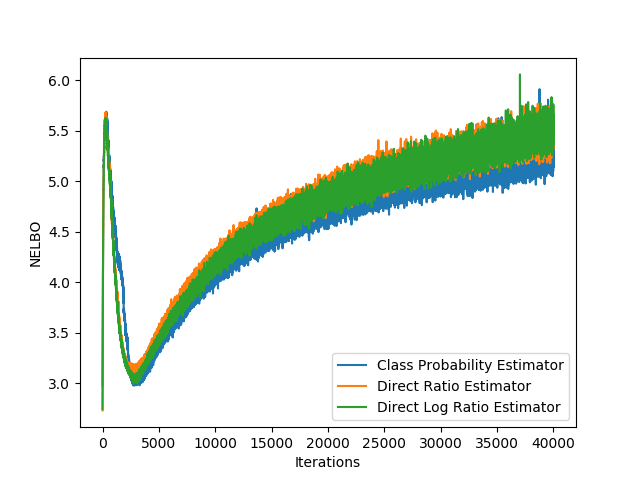 6.0
5.5
5.0
4.5
4.0
3.5
3.0
NELBO
Class Probability Estimator
Direct Ratio Estimator
Direct Log Ratio Estimator
0 5000 10000 15000 20000 25000 30000 35000 40000
Iterations